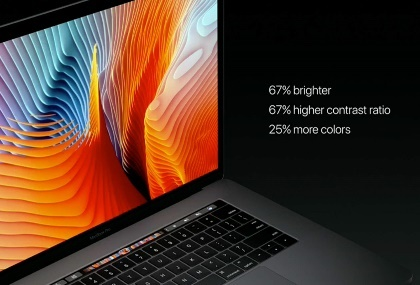 67% brighter
67% higher contrast ratio
25% more colors